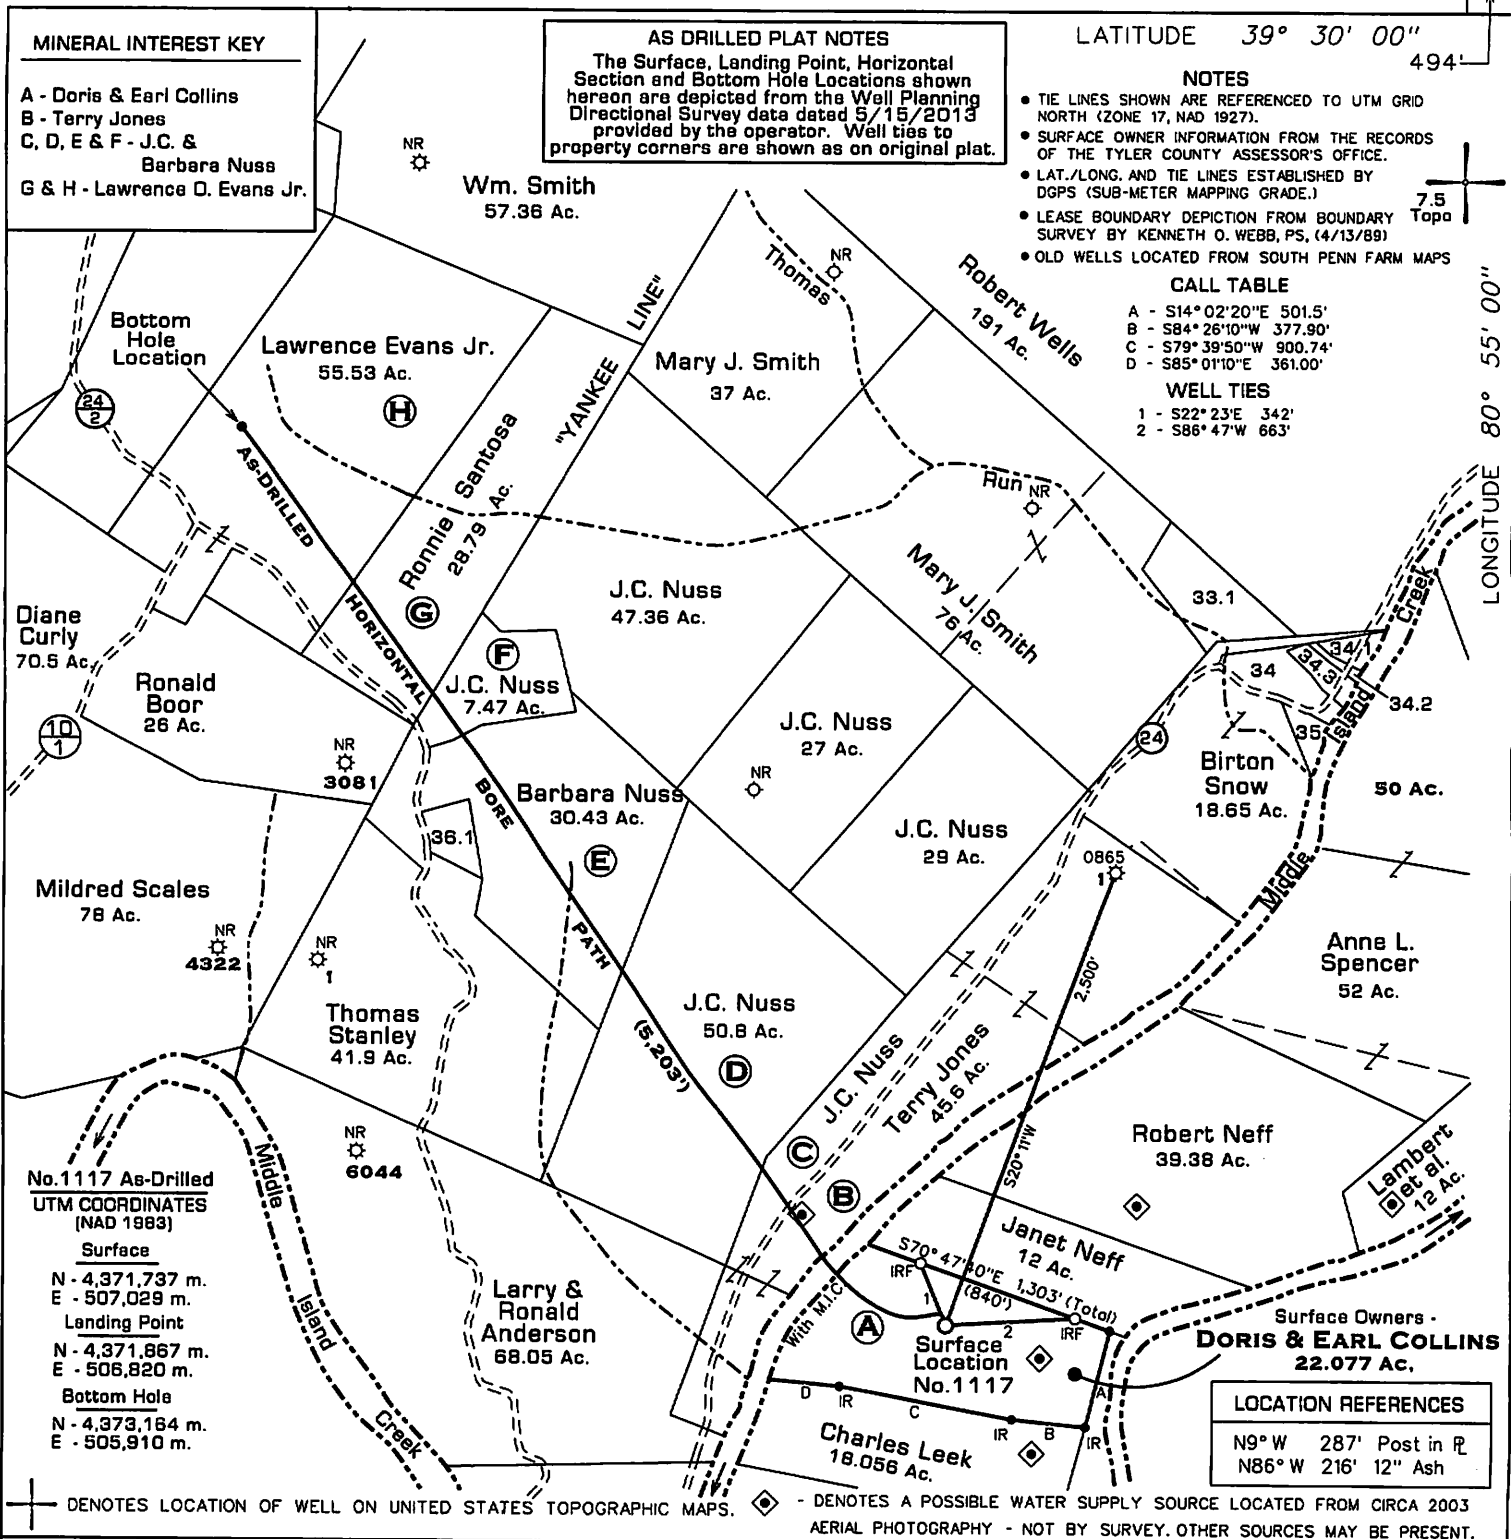 MINERAL INTEREST KEY
A - Doris & Earl Collins
B - Terry Jones
C, D, E & F - J.C. &
Barbara Nuss
G & H - Lawrence D. Evans Jr.
AS DRILLED PLAT NOTES
The Surface, Landing Point, Horizontal
Section and Bottom Hole Locations shown
hereon are depicted from the Well Planning
Directional Survey data dated 5/15/2013
provided by the operator. Well ties to
property corners are shown as on original plat.
LATITUDE 39° 30' 00"
494'
NOTES
• TIE LINES SHOWN ARE REFERENCED TO UTM GRID
NORTH (ZONE 17, NAD 1927).
• SURFACE OWNER INFORMATION FROM THE RECORDS
OF THE TYLER COUNTY ASSESSOR'S OFFICE.
• LAT./LONG. AND TIE LINES ESTABLISHED BY
DGPS (SUB-METER MAPPING GRADE.)
• LEASE BOUNDARY DEPICTION FROM BOUNDARY
SURVEY BY KENNETH O. WEBB, PS, (4/13/89)
• OLD WELLS LOCATED FROM SOUTH PENN FARM MAPS
7.5
Topo
CALL TABLE
A - S14° 02'20"E 501.5'
B - S84° 26'10"W 377.90'
C - S79° 39'50"W 900.74'
D - S85° 01'10"E 361.00'
WELL TIES
1 - S22° 23'E 342'
2 - S86° 47'W 663'
LONGITUDE 80° 55' 00"
NR
Wm. Smith
57.36 Ac.
Thomas
NR
Robert Wells
191 Ac.
"YANKEE LINE"
Bottom
Hole
Location
Lawrence Evans Jr.
55.53 Ac.
H
24
2
Mary J. Smith
37 Ac.
Ronnie Santosa
28.79 Ac.
G
Run
NR
AS-DRILLED HORIZONTAL BORE PATH (5,203')
Mary J. Smith
76 Ac.
J.C. Nuss
47.36 Ac.
33.1
Diane
Curly
70.5 Ac.
F
J.C. Nuss
7.47 Ac.
Ronald
Boor
26 Ac.
10
1
34
34.3
34.1
34.2
35
Middle Island Creek
24
J.C. Nuss
27 Ac.
NR
3081
NR
Birton
Snow
18.65 Ac.
50 Ac.
Barbara Nuss
30.43 Ac.
E
36.1
J.C. Nuss
29 Ac.
0865
1
Mildred Scales
78 Ac.
NR
4322
NR
1
Anne L.
Spencer
52 Ac.
2,500'
S20° 11'W
Thomas
Stanley
41.9 Ac.
J.C. Nuss
50.8 Ac.
D
J.C. Nuss
C
Terry Jones
45.6 Ac.
B
Robert Neff
39.38 Ac.
Lambert
et al.
12 Ac.
NR
6044
Middle
Island
Creek
No.1117 As-Drilled
UTM COORDINATES
(NAD 1983)
Surface
N - 4,371,737 m.
E - 507,029 m.
Landing Point
N - 4,371,867 m.
E - 506,820 m.
Bottom Hole
N - 4,373,164 m.
E - 505,910 m.
Larry &
Ronald
Anderson
68.05 Ac.
Janet Neff
12 Ac.
S70° 47'40"E 1,303' (Total)
(840')
IRF
1
2
IRF
With M.I.C.
A
Surface
Location
No.1117
Surface Owners -
DORIS & EARL COLLINS
22.077 Ac.
A
D
IR
C
IR
B
IR
Charles Leek
18.056 Ac.
LOCATION REFERENCES
N9° W 287' Post in PL
N86° W 216' 12" Ash
DENOTES LOCATION OF WELL ON UNITED STATES TOPOGRAPHIC MAPS.
- DENOTES A POSSIBLE WATER SUPPLY SOURCE LOCATED FROM CIRCA 2003
AERIAL PHOTOGRAPHY - NOT BY SURVEY. OTHER SOURCES MAY BE PRESENT.